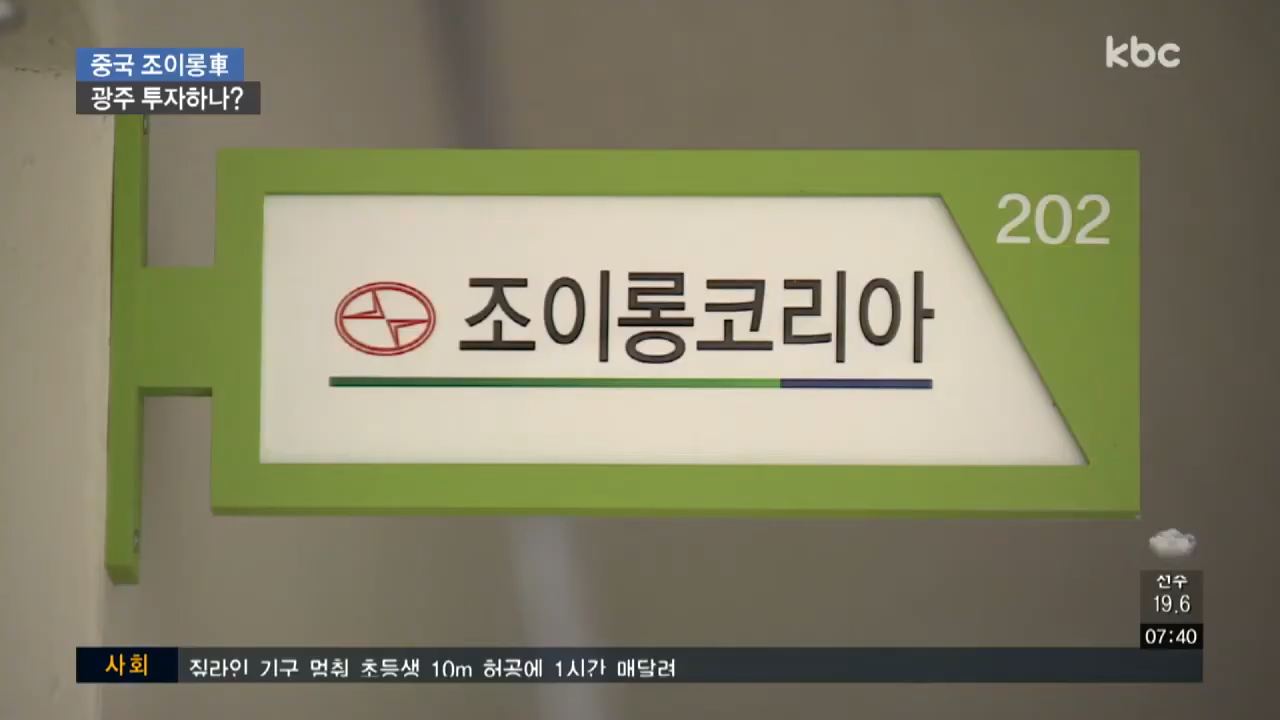 중국 조이롱車
광주 투자하나?
kbc
202
조이롱코리아
19.6
07:40
사회
짚라인 기구 멈춰 초등생 10m 허공에 1시간 매달려